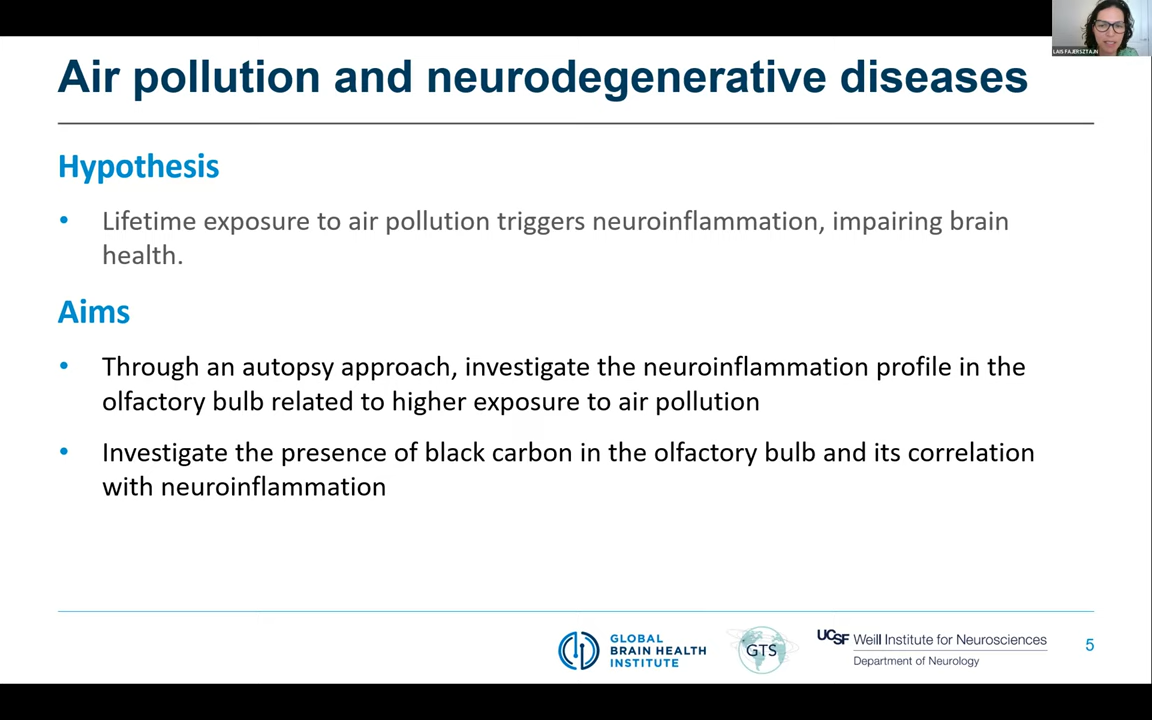 LAIS FAJERSZTAJN
Air pollution and neurodegenerative diseases
Hypothesis
• Lifetime exposure to air pollution triggers neuroinflammation, impairing brain
health.
Aims
• Through an autopsy approach, investigate the neuroinflammation profile in the
olfactory bulb related to higher exposure to air pollution
• Investigate the presence of black carbon in the olfactory bulb and its correlation
with neuroinflammation
GLOBAL
BRAIN HEALTH
INSTITUTE
GTS
UCSF Weill Institute for Neurosciences
Department of Neurology
5